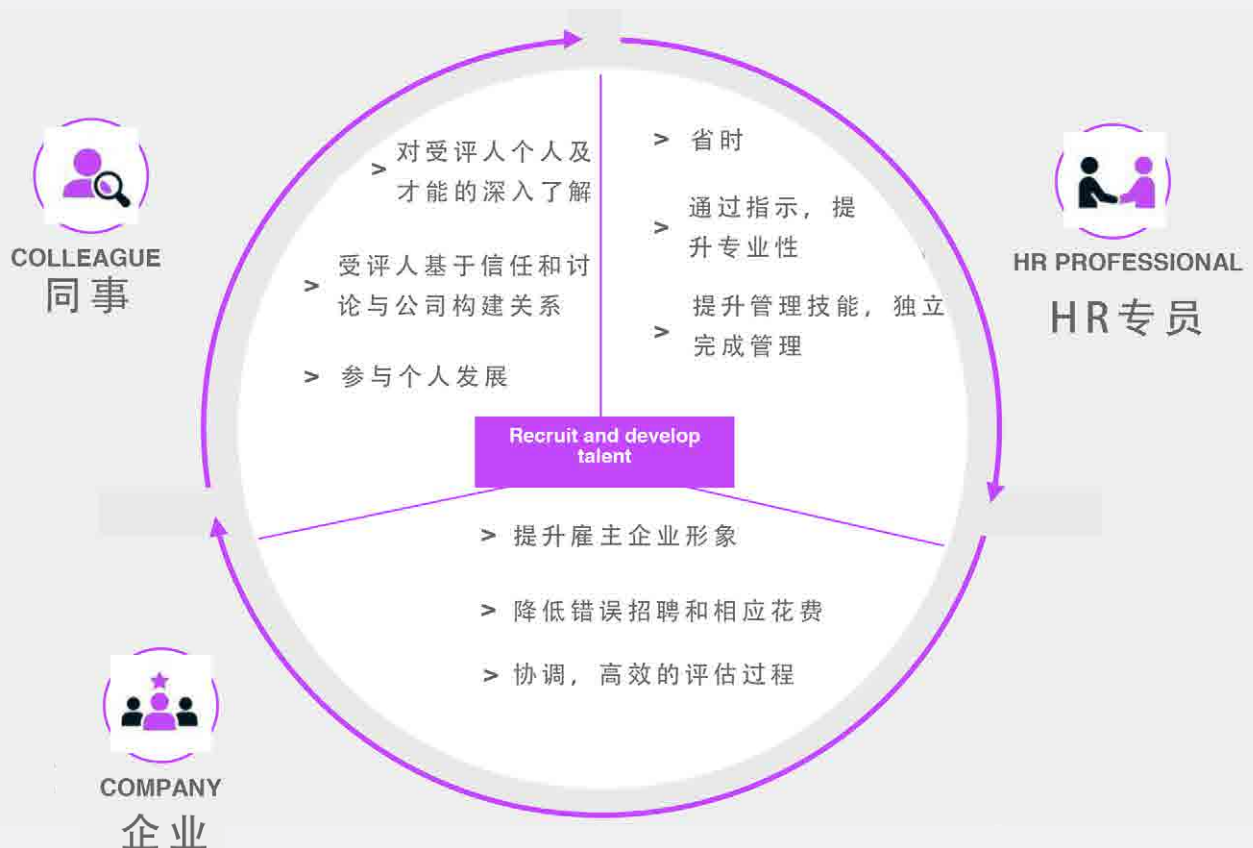 COLLEAGUE
同事
> 对受评人个人及
才能的深入了解
> 受评人基于信任和讨
论与公司构建关系
> 参与个人发展
> 省时
> 通过指示，提
升专业性
> 提升管理技能，独立
完成管理
HR PROFESSIONAL
HR专员
Recruit and develop
talent
> 提升雇主企业形象
> 降低错误招聘和相应花费
> 协调，高效的评估过程
COMPANY
企业